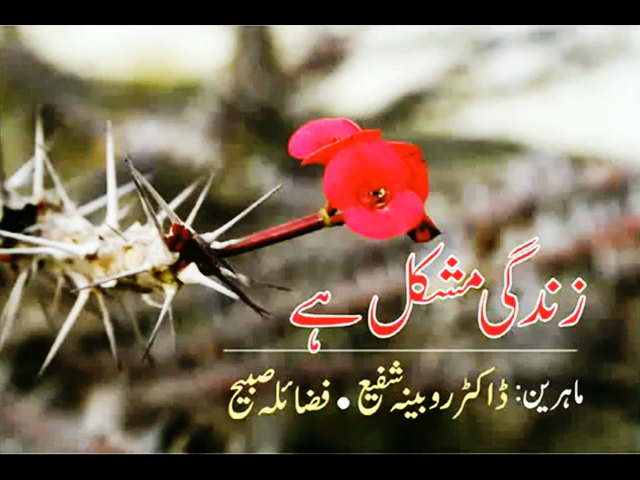 زندگی مشکل ہے
ماہرین: ڈاکٹر روبینہ شفیع • فضائلہ صبیح